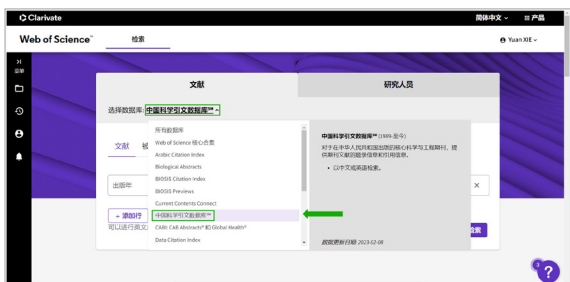 Clarivate
简体中文
产品
Web of Science™
检索
Yuan XIE
菜单
文献
研究人员
选择数据库: 中国科学引文数据库℠
文献
所有数据库
Web of Science 核心合集
Arabic Citation Index
Biological Abstracts
BIOSIS Citation Index
BIOSIS Previews
Current Contents Connect
中国科学引文数据库℠
CABI: CAB Abstracts® 和 Global Health®
Data Citation Index
中国科学引文数据库℠ (1989-至今)
对于在中华人民共和国出版的核心科学与工程期刊，提
供期刊文献的题录信息和引用信息。
• 以中文或英语检索。
数据更新日期 2023-02-08
出版年
×
+ 添加行
可以进行英文
检索
3
?